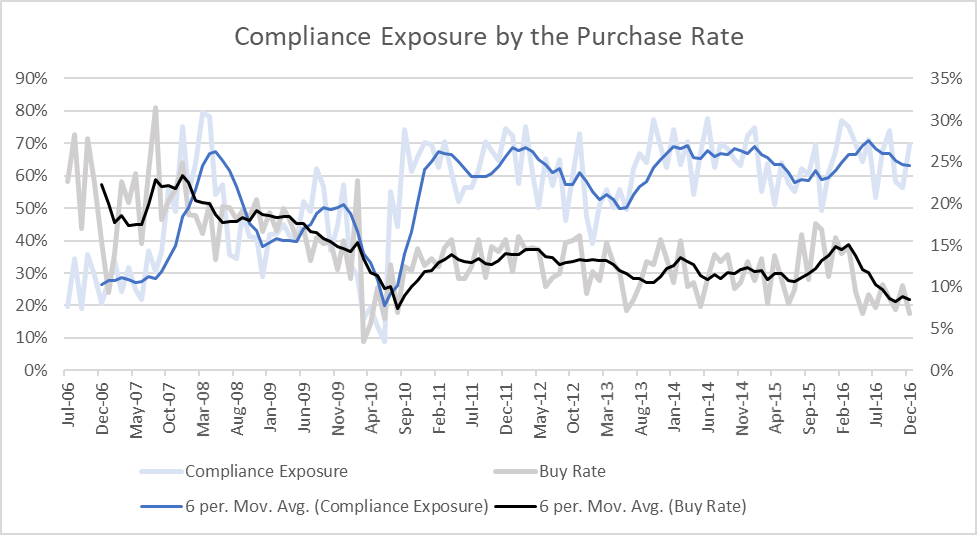 Compliance Exposure by the Purchase Rate
90%
80%
70%
60%
50%
40%
30%
20%
10%
0%
35%
30%
25%
20%
15%
10%
5%
0%
Jul-06
Dec-06
May-07
Oct-07
Mar-08
Aug-08
Jan-09
Jun-09
Nov-09
Apr-10
Sep-10
Feb-11
Jul-11
Dec-11
May-12
Oct-12
Mar-13
Aug-13
Jan-14
Jun-14
Nov-14
Apr-15
Sep-15
Feb-16
Jul-16
Dec-16
Compliance Exposure
Buy Rate
6 per. Mov. Avg. (Compliance Exposure)
6 per. Mov. Avg. (Buy Rate)